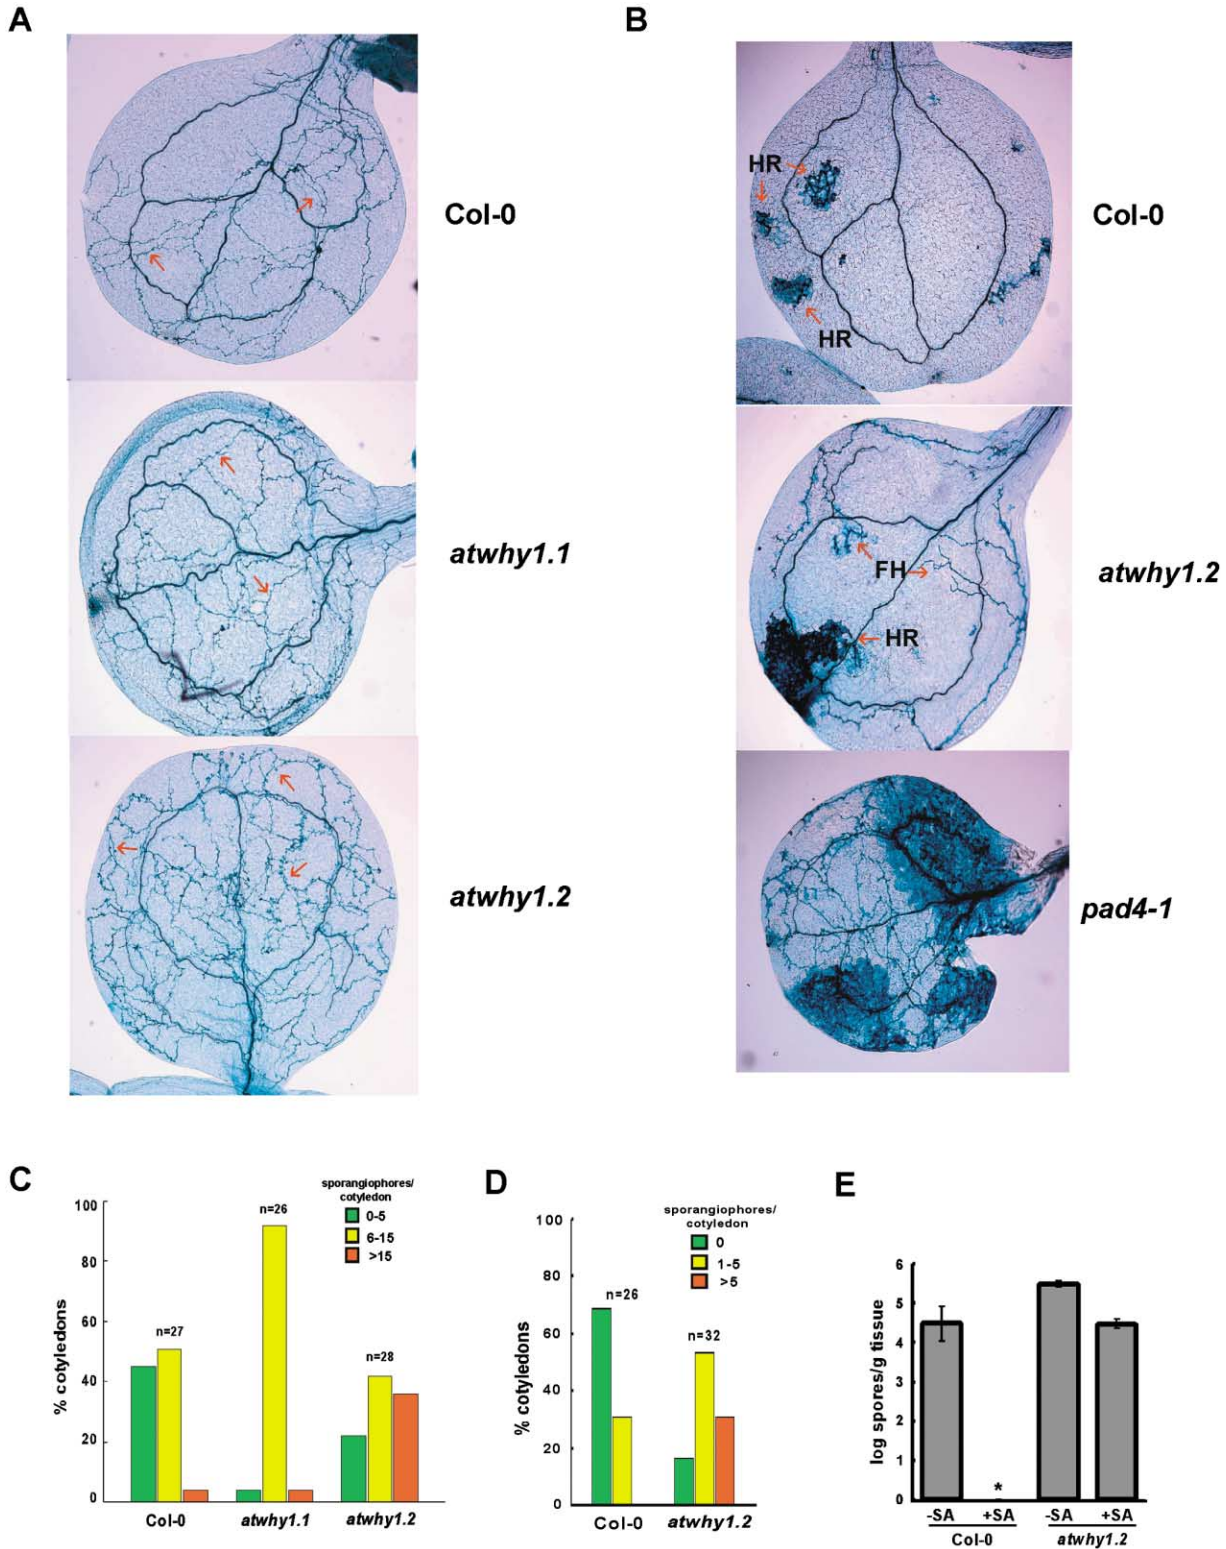 A
B
Col-0
atwhy1.1
atwhy1.2
HR
HR
Col-0
FH
HR
atwhy1.2
pad4-1
C
sporangiophores/
cotyledon
0-5
6-15
>15
% cotyledons
100
80
60
40
20
0
n=27
n=26
n=28
Col-0
atwhy1.1
atwhy1.2
D
sporangiophores/
cotyledon
0
1-5
>5
% cotyledons
100
80
60
40
20
0
n=26
n=32
Col-0
atwhy1.2
E
log spores/g tissue
6
5
4
3
2
1
0
*
-SA +SA -SA +SA
Col-0 atwhy1.2